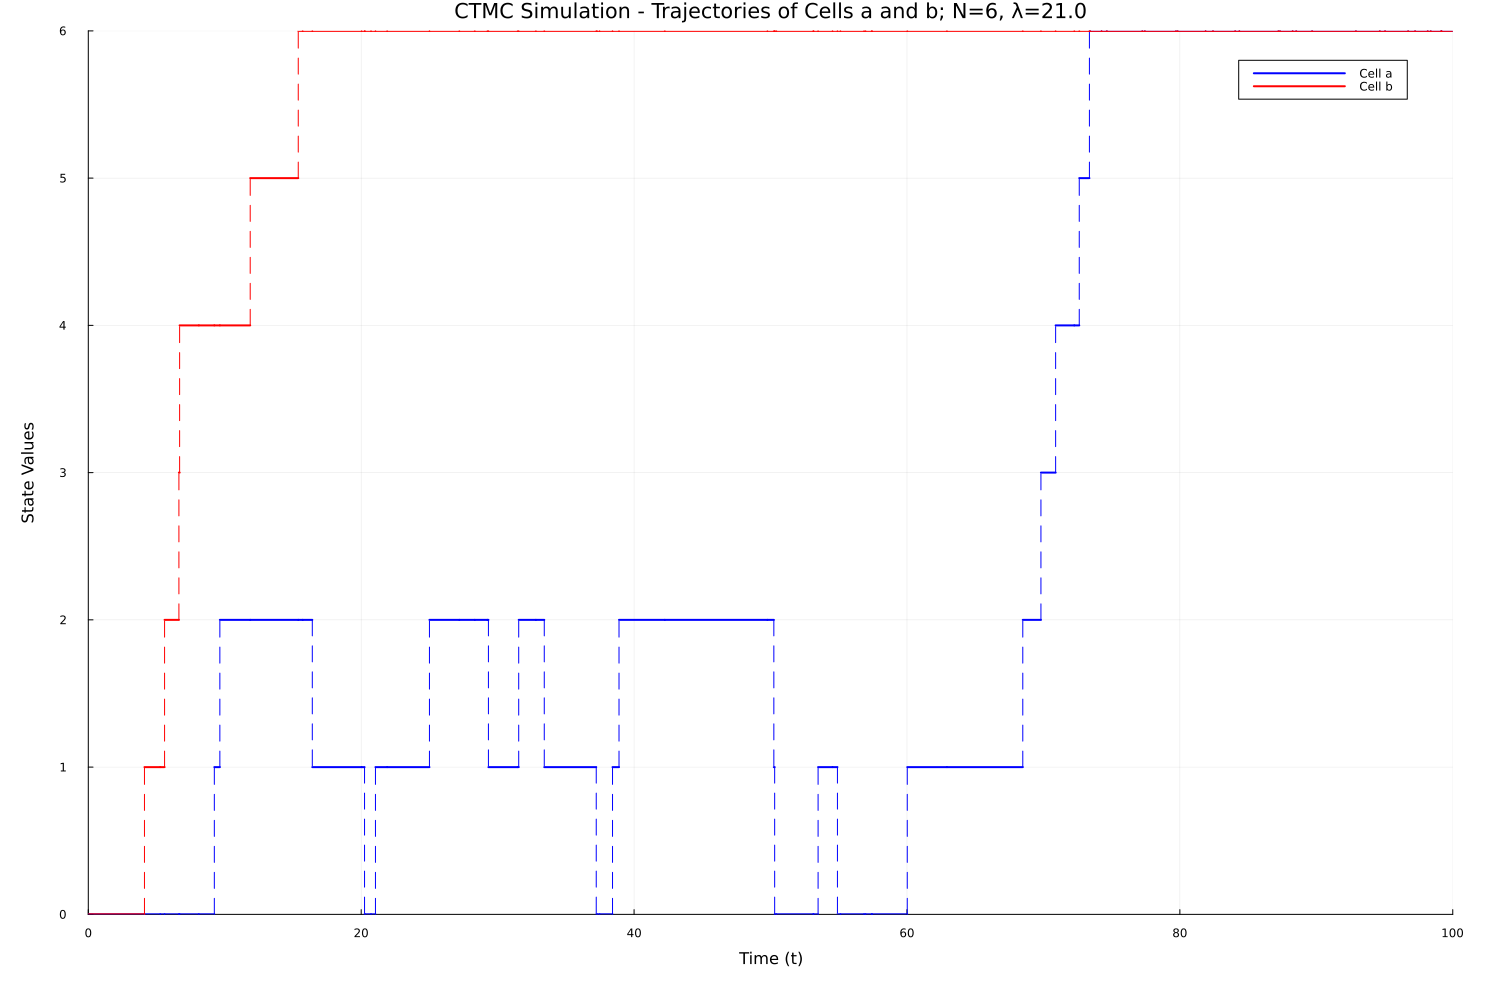 CTMC Simulation - Trajectories of Cells a and b; N=6, λ=21.0
6
Cell a
Cell b
5
4
3
State Values
2
1
0
0 20 40 60 80 100
Time (t)